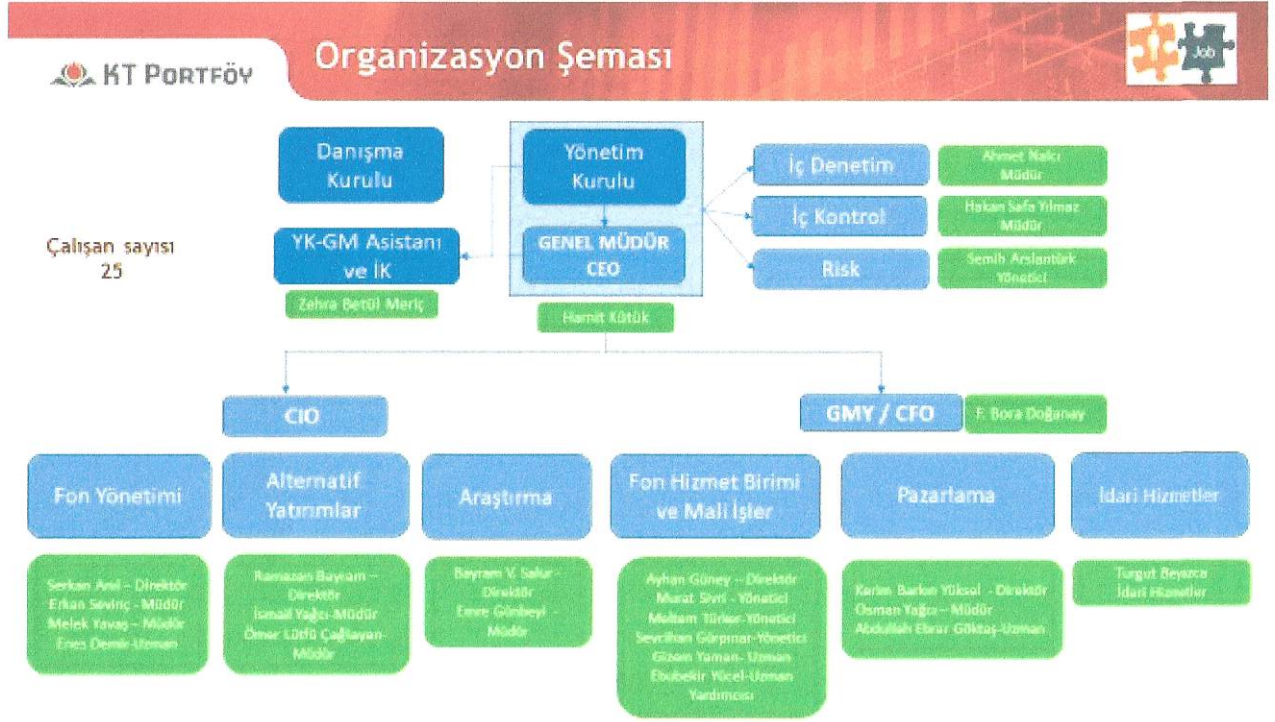 KT PORTFÖY
Organizasyon Şeması
Job
Danışma
Kurulu
Yönetim
Kurulu
İç Denetim
Ahmet Nalcı
Müdür
İç Kontrol
Hakan Safa Yılmaz
Müdür
Çalışan sayısı
25
YK-GM Asistanı
ve İK
GENEL MÜDÜR
CEO
Risk
Semih Arslantürk
Yönetici
Zehra Betül Meriç
Hamit Kütük
CIO
GMY / CFO
F. Bora Doğanay
Fon Yönetimi
Alternatif
Yatırımlar
Araştırma
Fon Hizmet Birimi
ve Mali İşler
Pazarlama
İdari Hizmetler
Serkan Anıl – Direktör
Erkan Sevinç - Müdür
Melek Yavaş – Müdür
Enes Demir-Uzman
Ramazan Bayram –
Direktör
İsmail Yağcı-Müdür
Ömer Lütfü Çağlayan-
Müdür
Bayram V. Salur -
Direktör
Emre Günbeyi -
Müdür
Ayhan Güney – Direktör
Murat Sivri - Yönetici
Meltem Türker-Yönetici
Sevcihan Gürpınar-Yönetici
Gizem Yaman- Uzman
Ebubekir Yücel-Uzman
Yardımcısı
Kerim Barkın Yüksel - Direktör
Osman Yağcı – Müdür
Abdullah Ebrar Göktaş-Uzman
Turgut Beyazca
İdari Hizmetler